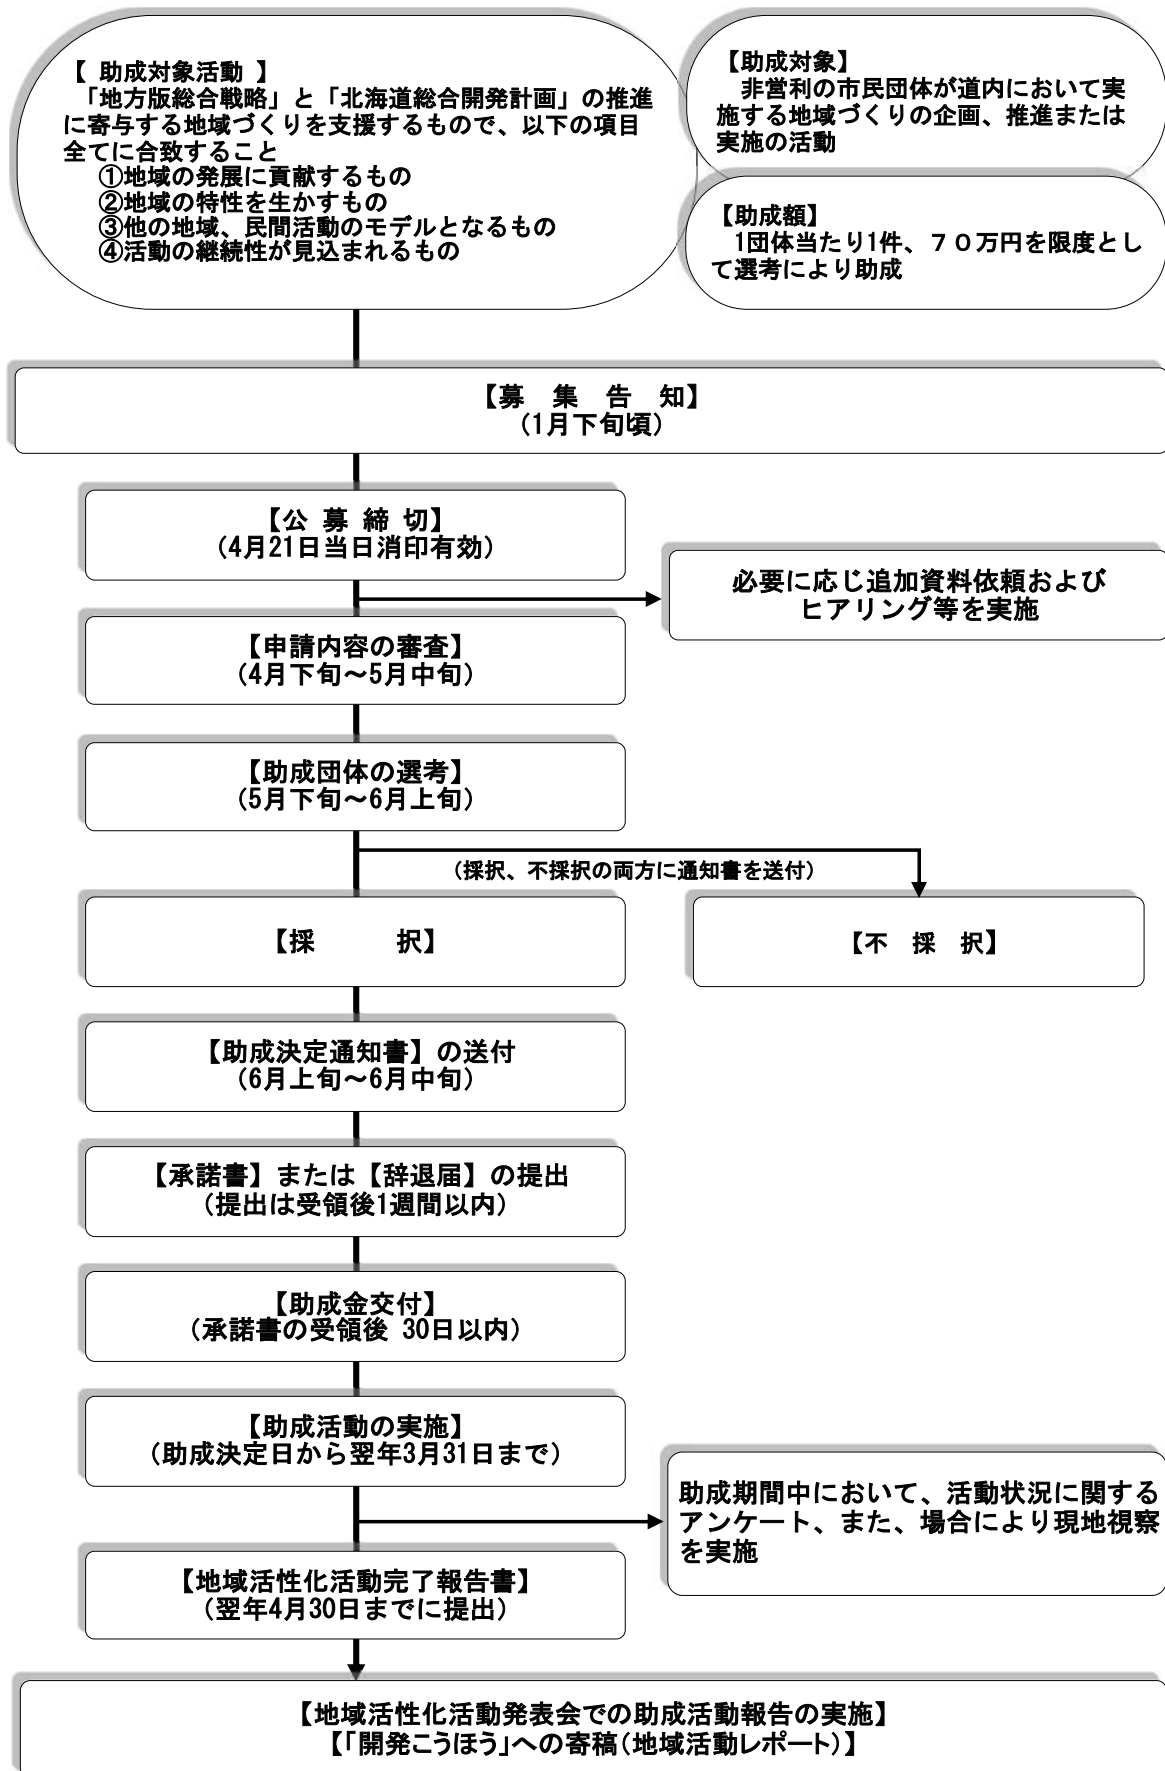 【 助成対象活動 】
「地方版総合戦略」と「北海道総合開発計画」の推進
に寄与する地域づくりを支援するもので、以下の項目
全てに合致すること
①地域の発展に貢献するもの
②地域の特性を生かすもの
③他の地域、民間活動のモデルとなるもの
④活動の継続性が見込まれるもの
【助成対象】
非営利の市民団体が道内において実
施する地域づくりの企画、推進または
実施の活動
【助成額】
1団体当たり1件、70万円を限度とし
て選考により助成
【募 集 告 知】
(1月下旬頃)
【公 募 締 切】
(4月21日当日消印有効)
必要に応じ追加資料依頼および
ヒアリング等を実施
【申請内容の審査】
(4月下旬～5月中旬)
【助成団体の選考】
(5月下旬～6月上旬)
(採択、不採択の両方に通知書を送付)
【採 択】
【不 採 択】
【助成決定通知書】の送付
(6月上旬～6月中旬)
【承諾書】または【辞退届】の提出
(提出は受領後1週間以内)
【助成金交付】
(承諾書の受領後 30日以内)
【助成活動の実施】
(助成決定日から翌年3月31日まで)
助成期間中において、活動状況に関する
アンケート、また、場合により現地視察
を実施
【地域活性化活動完了報告書】
(翌年4月30日までに提出)
【地域活性化活動発表会での助成活動報告の実施】
【「開発こうほう」への寄稿(地域活動レポート)】